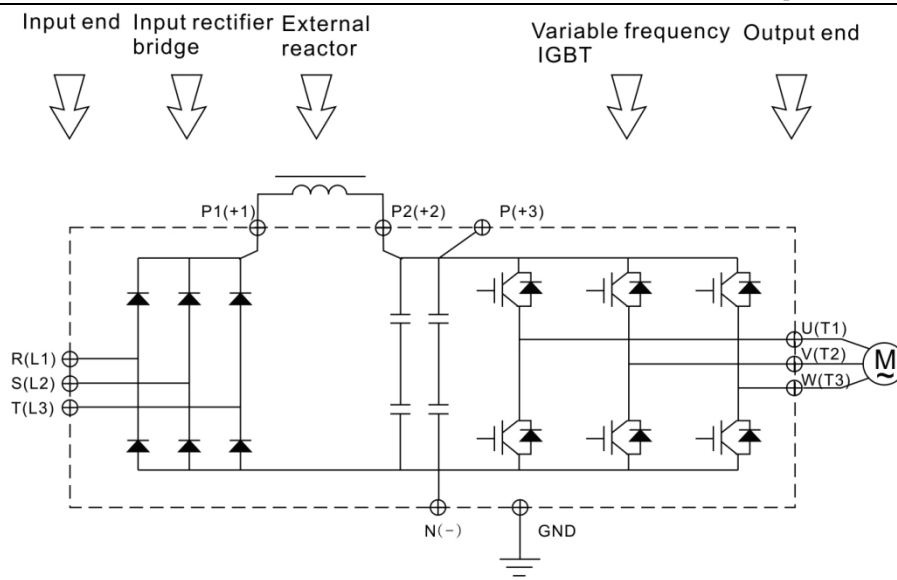 Input end
Input rectifier
bridge
External
reactor
Variable frequency
IGBT
Output end
P1(+1)
P2(+2)
P(+3)
R(L1)
S(L2)
T(L3)
U(T1)
V(T2)
W(T3)
M
~
N(-)
GND